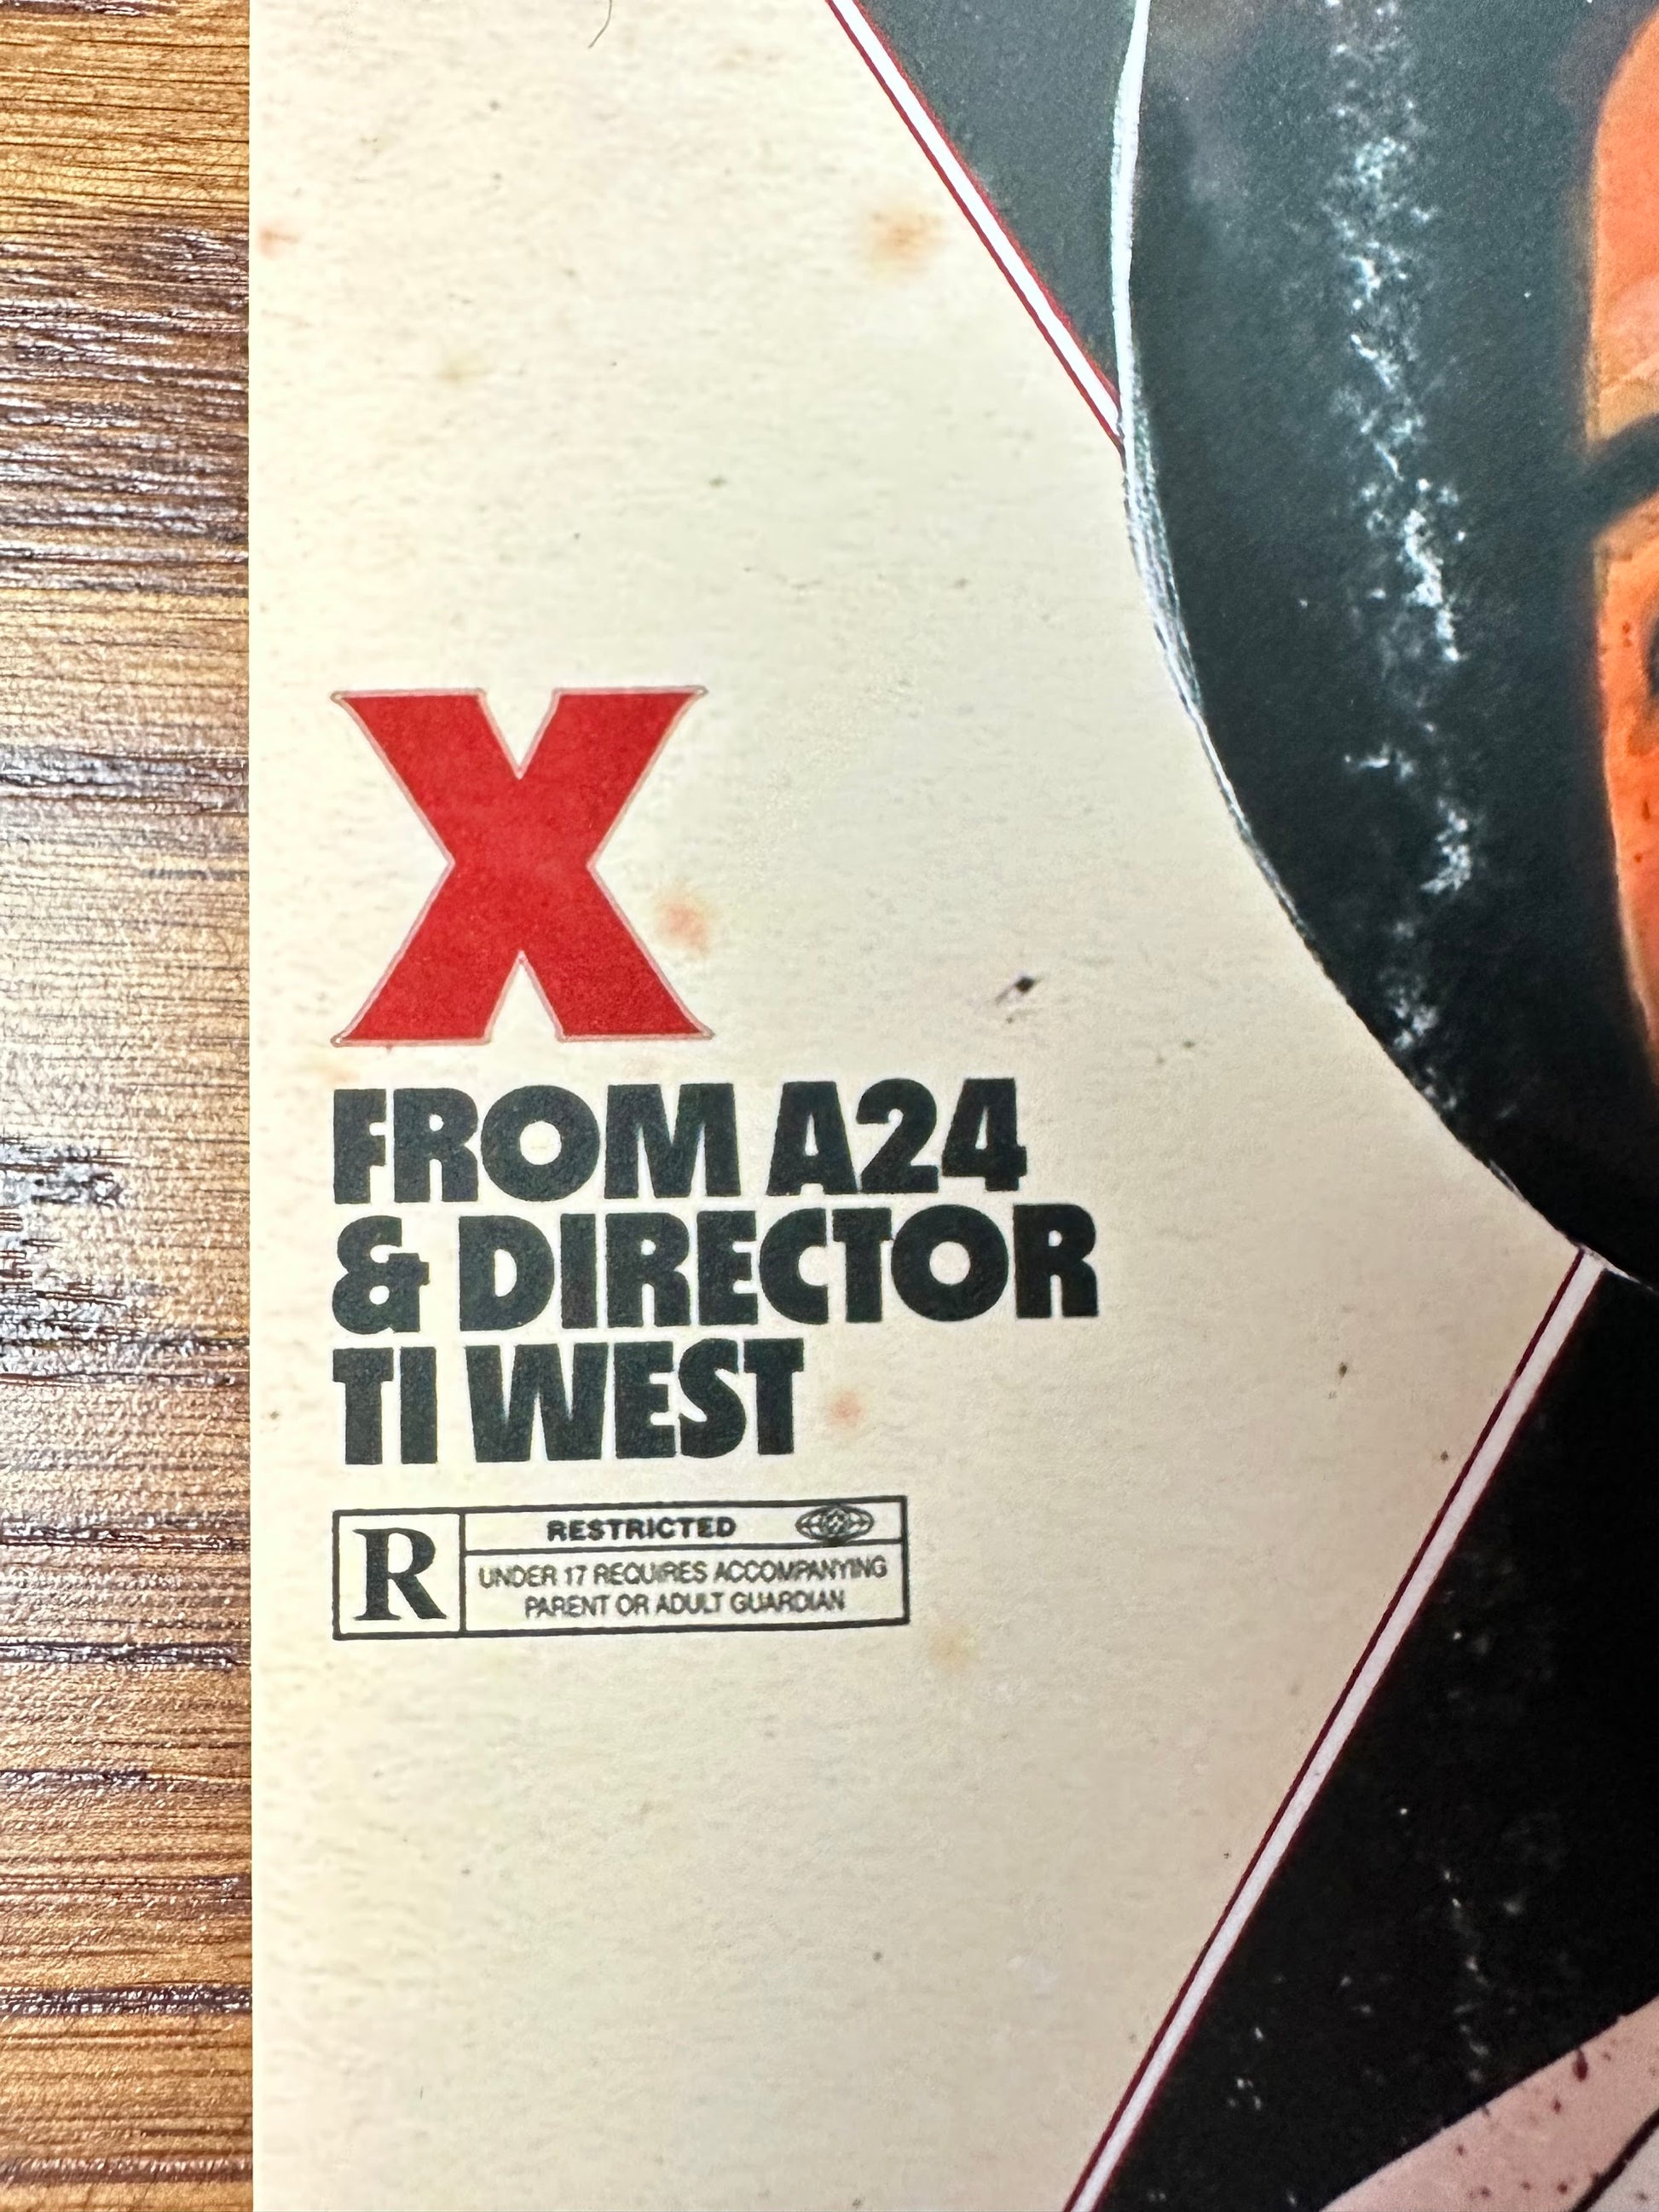 X
FROM A24
& DIRECTOR
TI WEST
R
RESTRICTED
UNDER 17 REQUIRES ACCOMPANYING
PARENT OR ADULT GUARDIAN